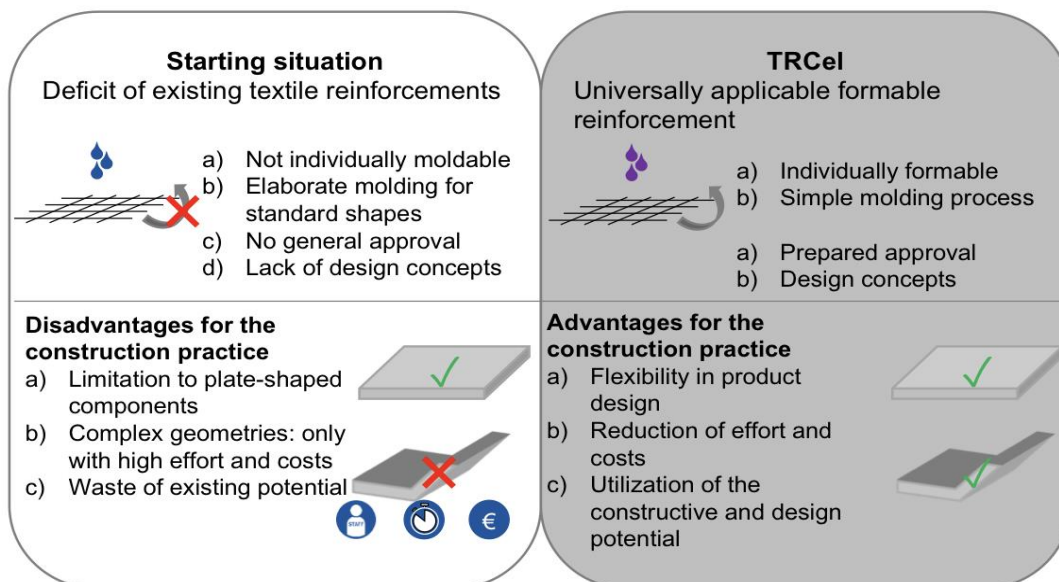 Starting situation
Deficit of existing textile reinforcements
a) Not individually moldable
b) Elaborate molding for
standard shapes
c) No general approval
d) Lack of design concepts
TRCel
Universally applicable formable
reinforcement
a) Individually formable
b) Simple molding process
a) Prepared approval
b) Design concepts
Disadvantages for the
construction practice
a) Limitation to plate-shaped
components
b) Complex geometries: only
with high effort and costs
c) Waste of existing potential
STAFF
€
Advantages for the
construction practice
a) Flexibility in product
design
b) Reduction of effort and
costs
c) Utilization of the
constructive and design
potential